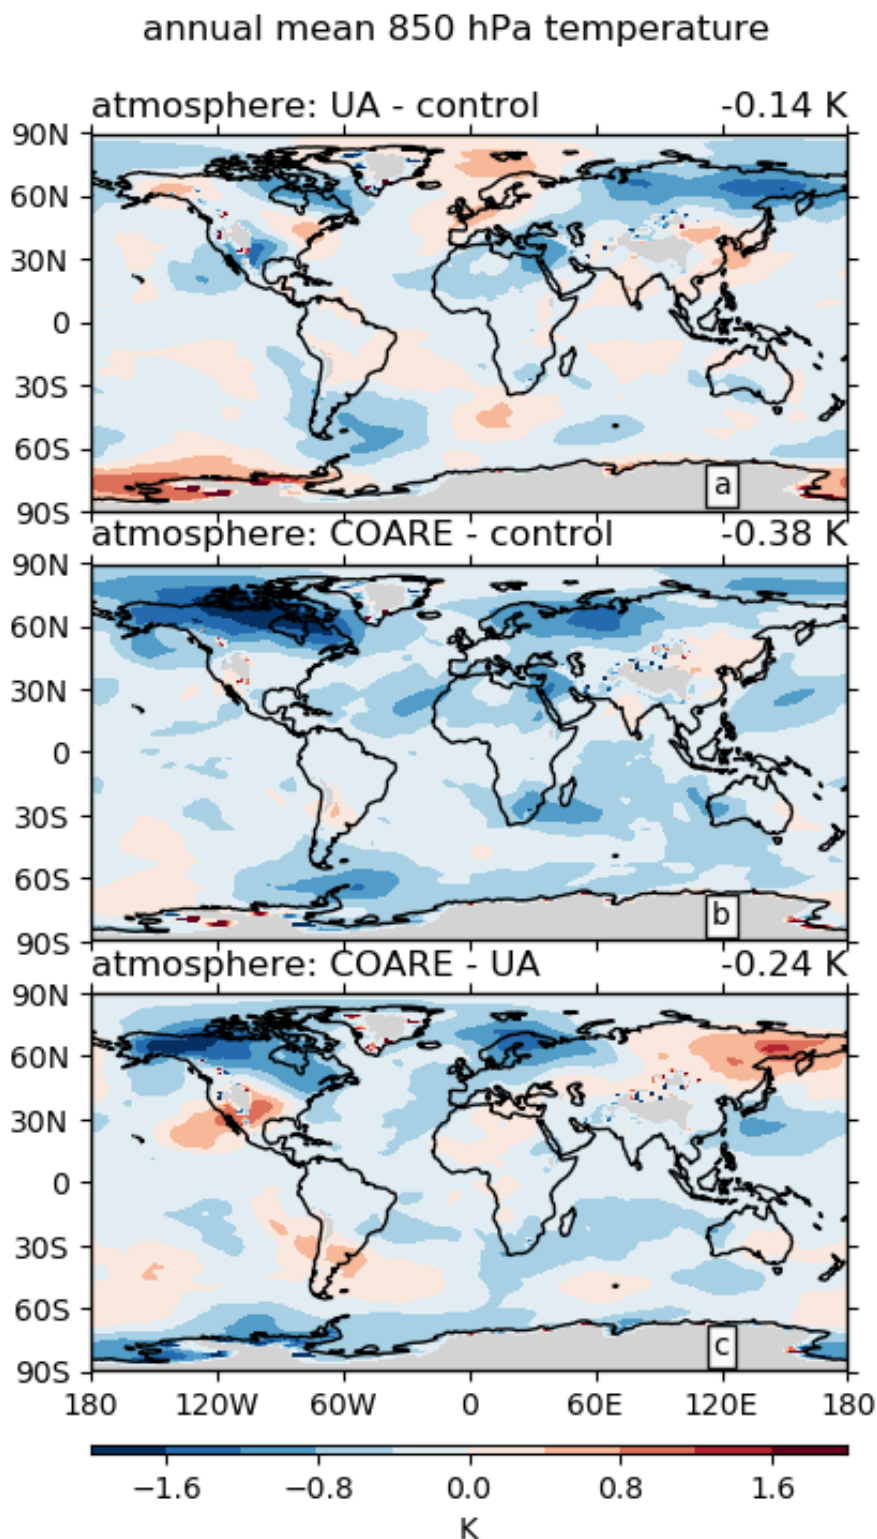 annual mean 850 hPa temperature
atmosphere: UA - control -0.14 K
90N
60N
30N
0
30S
60S
90S
a
atmosphere: COARE - control -0.38 K
90N
60N
30N
0
30S
60S
90S
b
atmosphere: COARE - UA -0.24 K
90N
60N
30N
0
30S
60S
90S
c
180 120W 60W 0 60E 120E 180
−1.6 −0.8 0.0 0.8 1.6
K